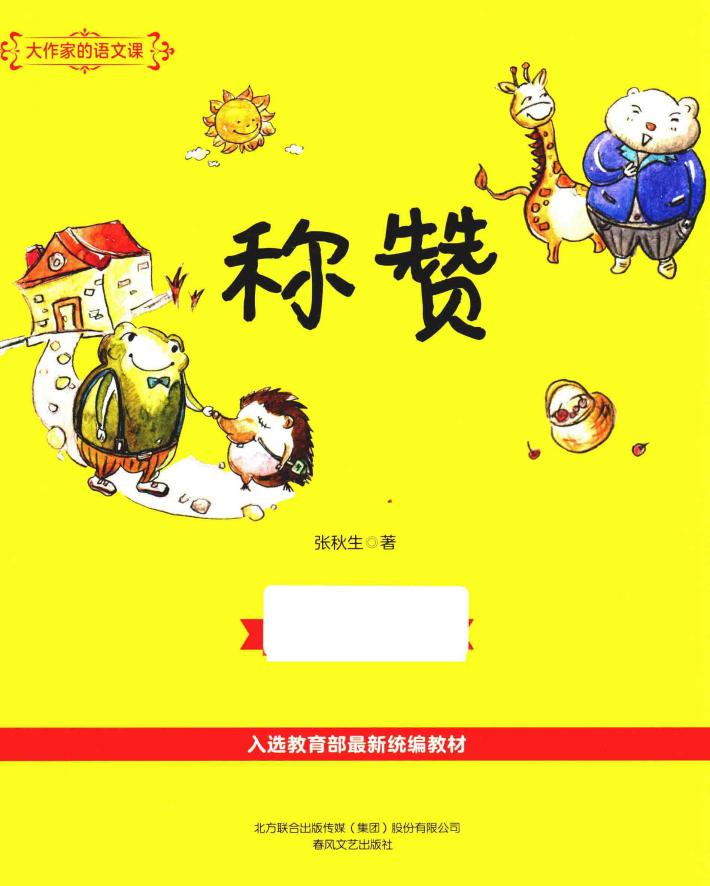 大作家的语文课
称赞
张秋生◎著
入选教育部最新统编教材
北方联合出版传媒（集团）股份有限公司
春风文艺出版社